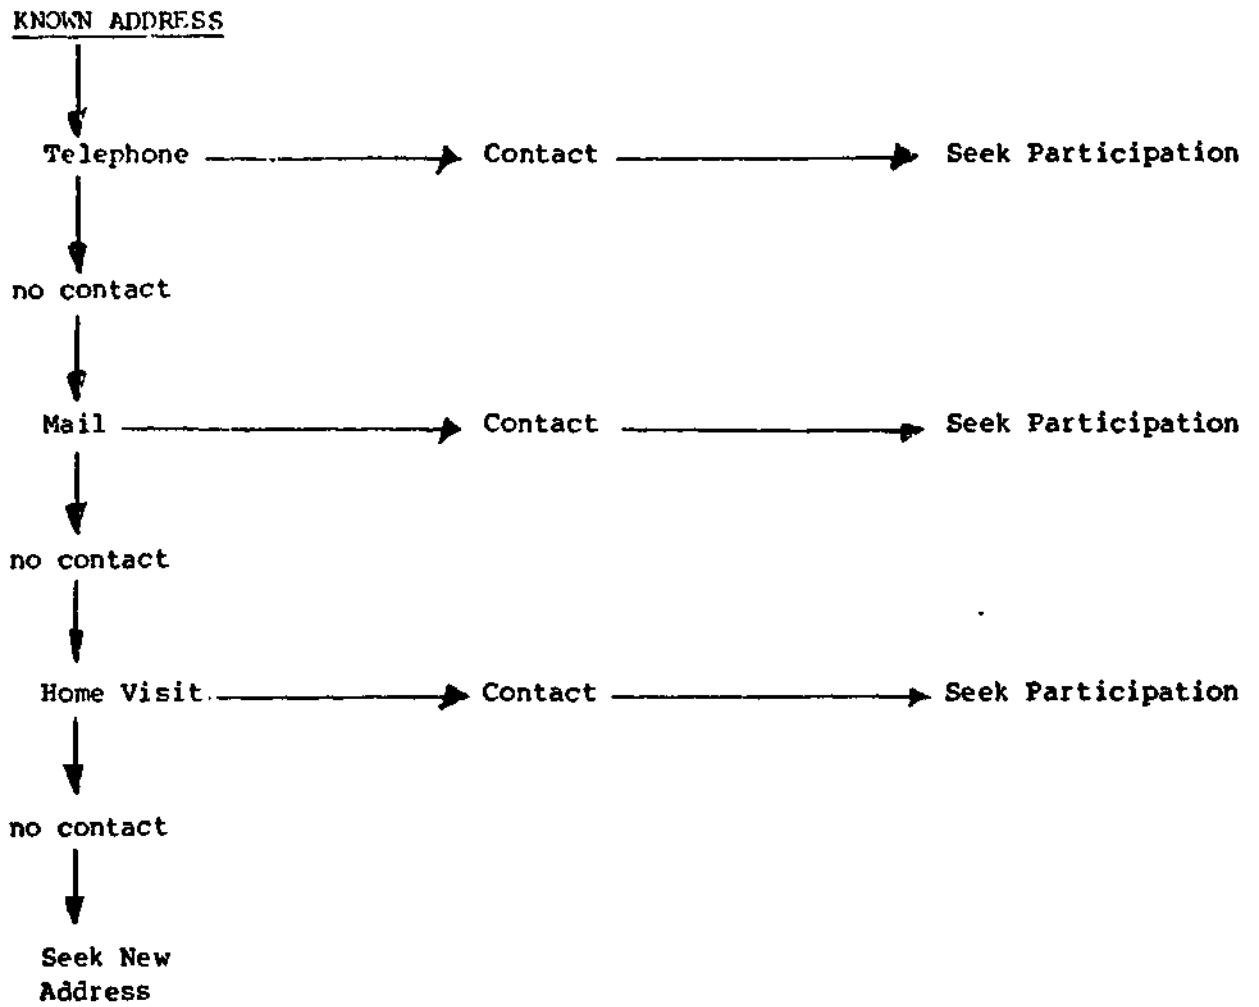 KNOWN ADDRESS
Telephone Contact Seek Participation
no contact
Mail Contact Seek Participation
no contact
Home Visit Contact Seek Participation
no contact
Seek New
Address